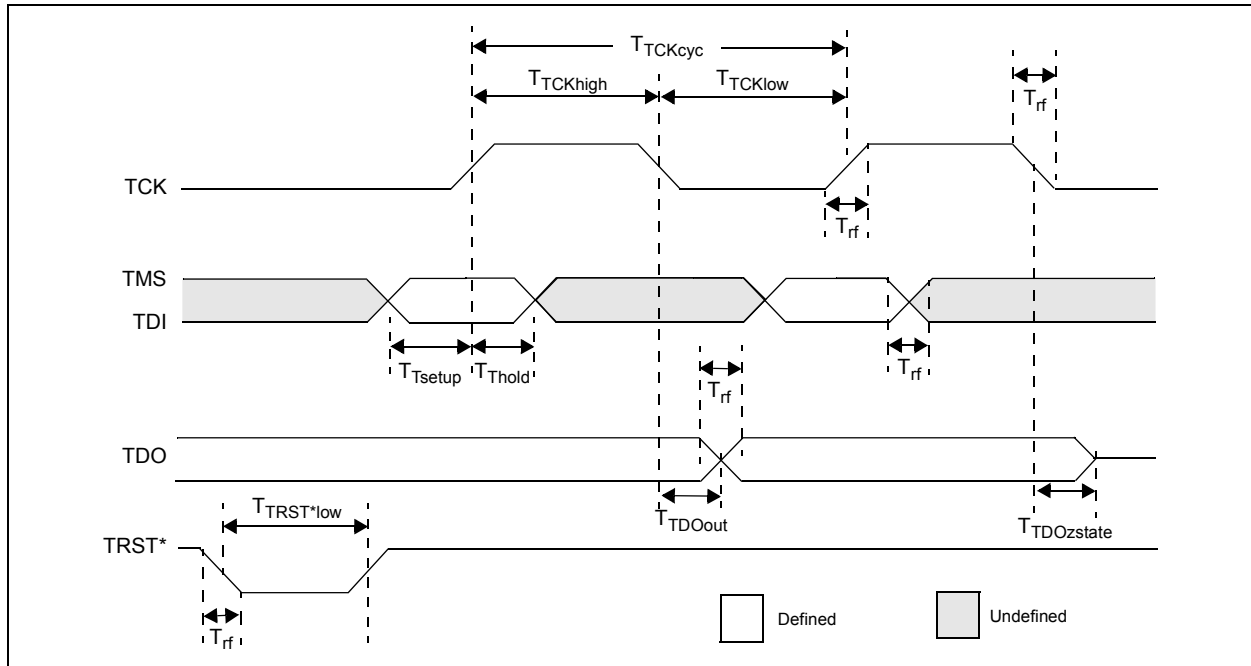 TTCKcyc
TTCKhigh
TTCKlow
Trf
TCK
Trf
TMS
TDI
TTsetup
TThold
Trf
Trf
TDO
TTRST*low
TTDOout
TTDOzstate
TRST*
Trf
Defined
Undefined